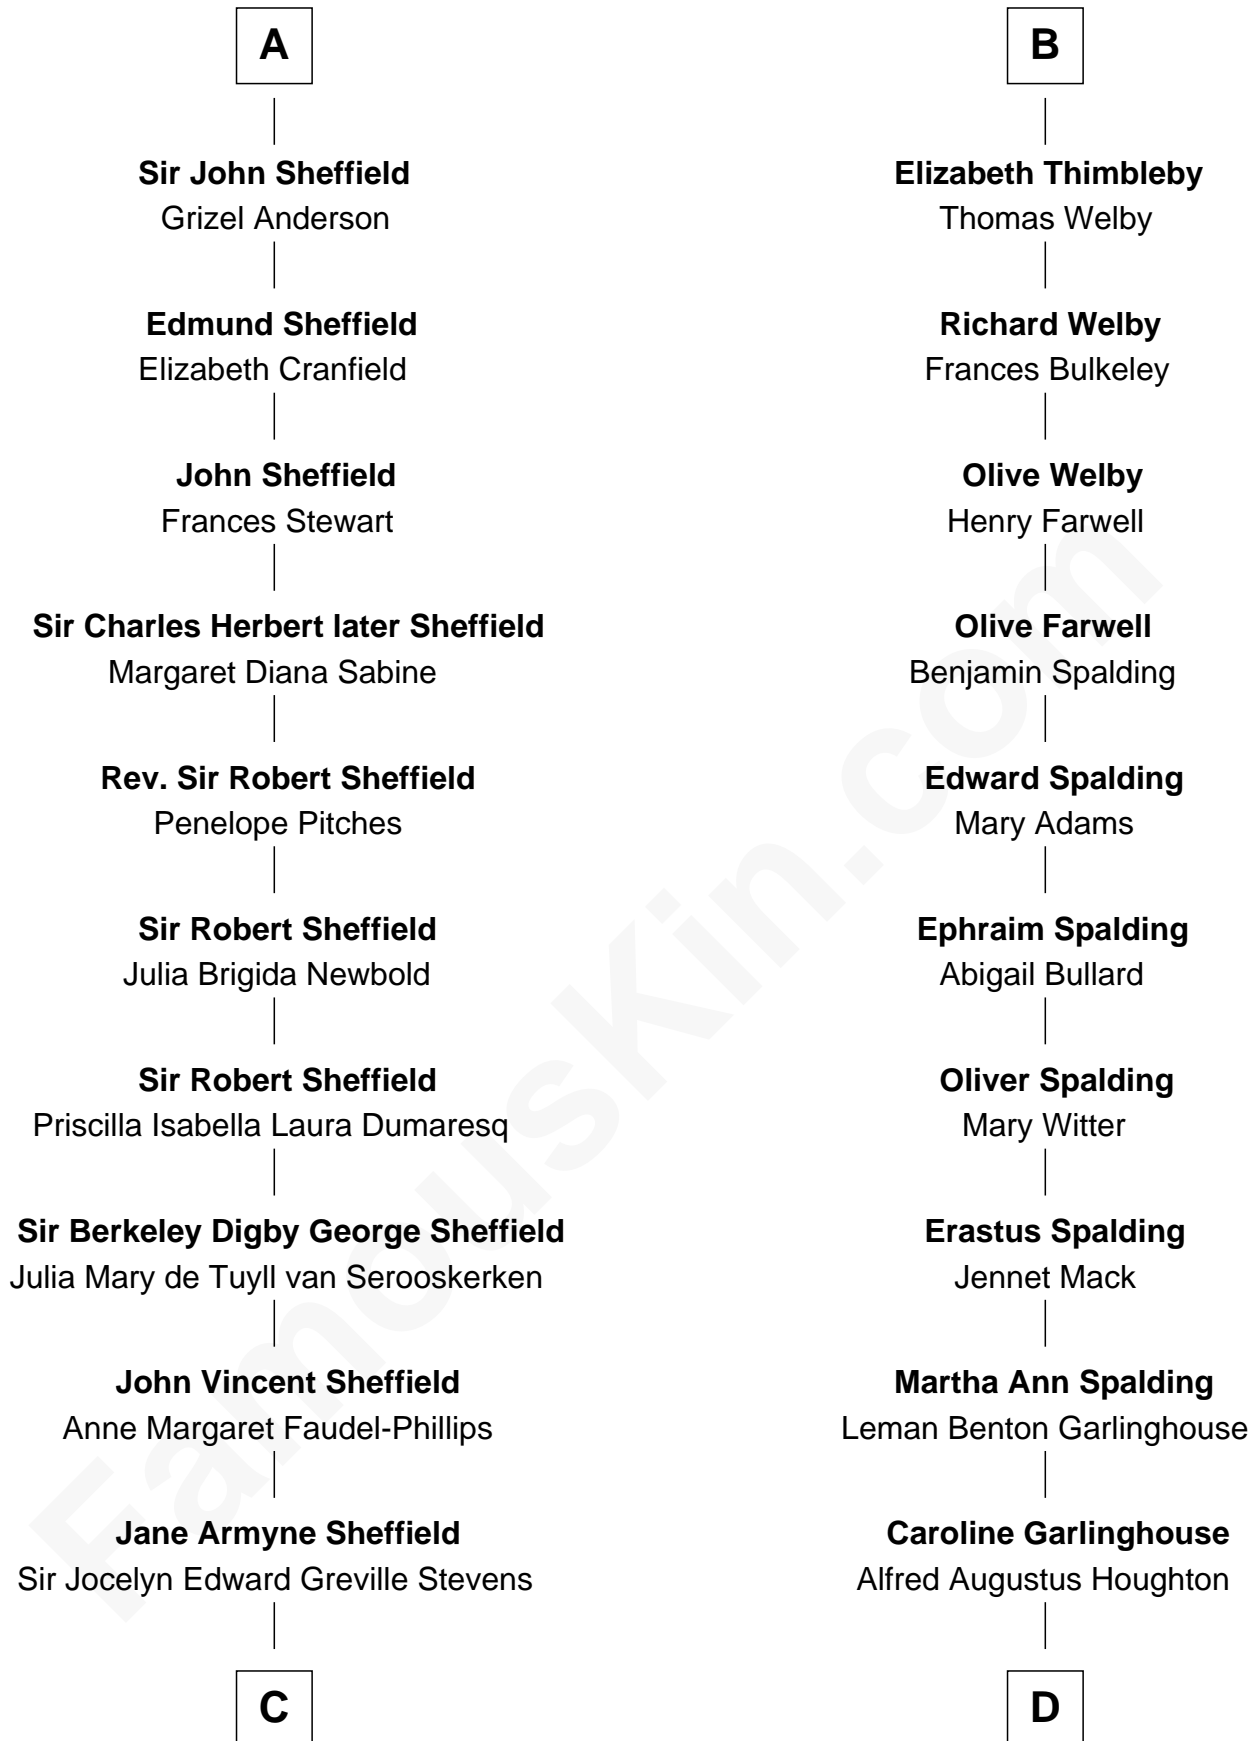 A
Sir John Sheffield
Grizel Anderson
Edmund Sheffield
Elizabeth Cranfield
John Sheffield
Frances Stewart
Sir Charles Herbert later Sheffield
Margaret Diana Sabine
Rev. Sir Robert Sheffield
Penelope Pitches
Sir Robert Sheffield
Julia Brigida Newbold
Sir Robert Sheffield
Priscilla Isabella Laura Dumaresq
Sir Berkeley Digby George Sheffield
Julia Mary de Tuyll van Serooskerken
John Vincent Sheffield
Anne Margaret Faudel-Phillips
Jane Armyne Sheffield
Sir Jocelyn Edward Greville Stevens
C
B
Elizabeth Thimbleby
Thomas Welby
Richard Welby
Frances Bulkeley
Olive Welby
Henry Farwell
Olive Farwell
Benjamin Spalding
Edward Spalding
Mary Adams
Ephraim Spalding
Abigail Bullard
Oliver Spalding
Mary Witter
Erastus Spalding
Jennet Mack
Martha Ann Spalding
Leman Benton Garlinghouse
Caroline Garlinghouse
Alfred Augustus Houghton
D
FamousKin.com